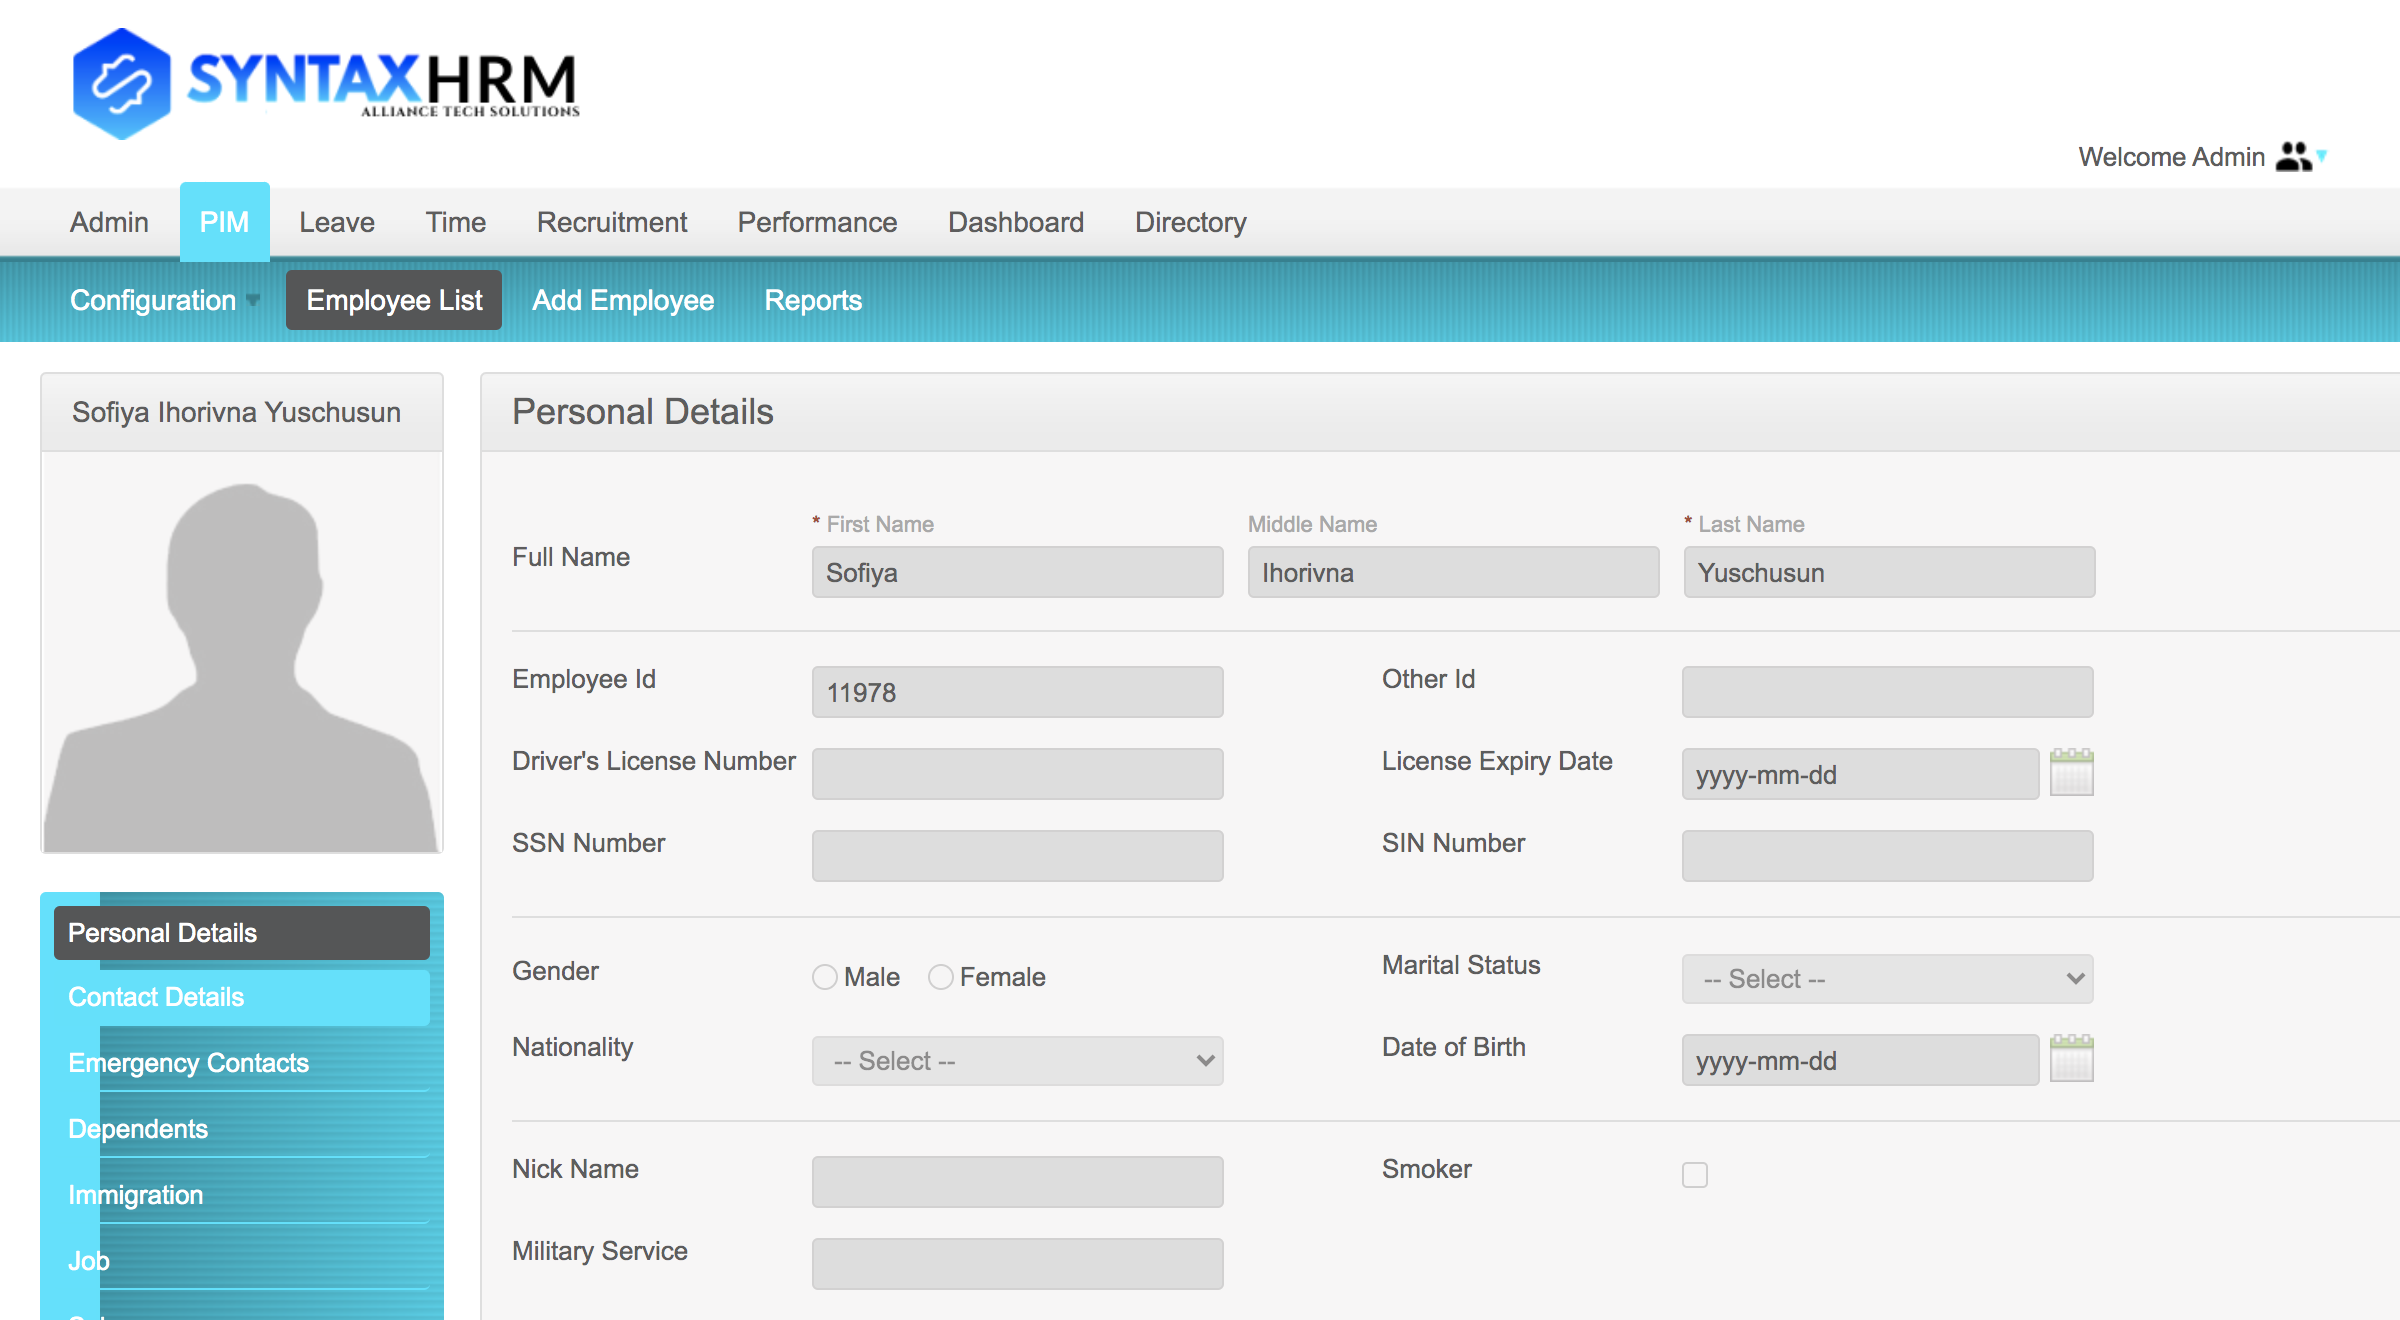 SYNTAXHRM
ALLIANCE TECH SOLUTIONS
Welcome Admin
Admin PIM Leave Time Recruitment Performance Dashboard Directory
Configuration Employee List Add Employee Reports
Sofiya Ihorivna Yuschusun
Personal Details
* First Name Middle Name * Last Name
Full Name Sofiya Ihorivna Yuschusun
Employee Id 11978 Other Id
Driver's License Number License Expiry Date yyyy-mm-dd
SSN Number SIN Number
Gender Male Female Marital Status -- Select --
Nationality -- Select -- Date of Birth yyyy-mm-dd
Nick Name Smoker
Military Service
Personal Details
Contact Details
Emergency Contacts
Dependents
Immigration
Job